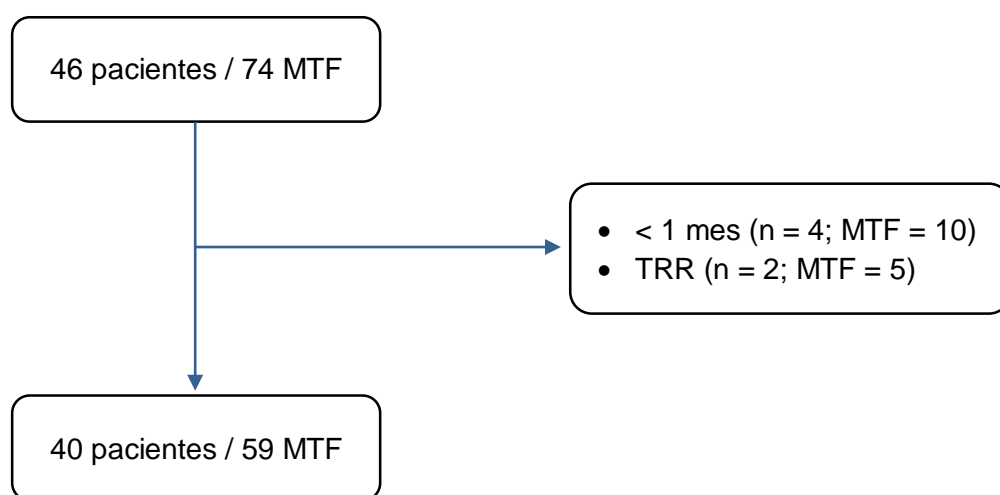 46 pacientes / 74 MTF
• < 1 mes (n = 4; MTF = 10)
• TRR (n = 2; MTF = 5)
40 pacientes / 59 MTF